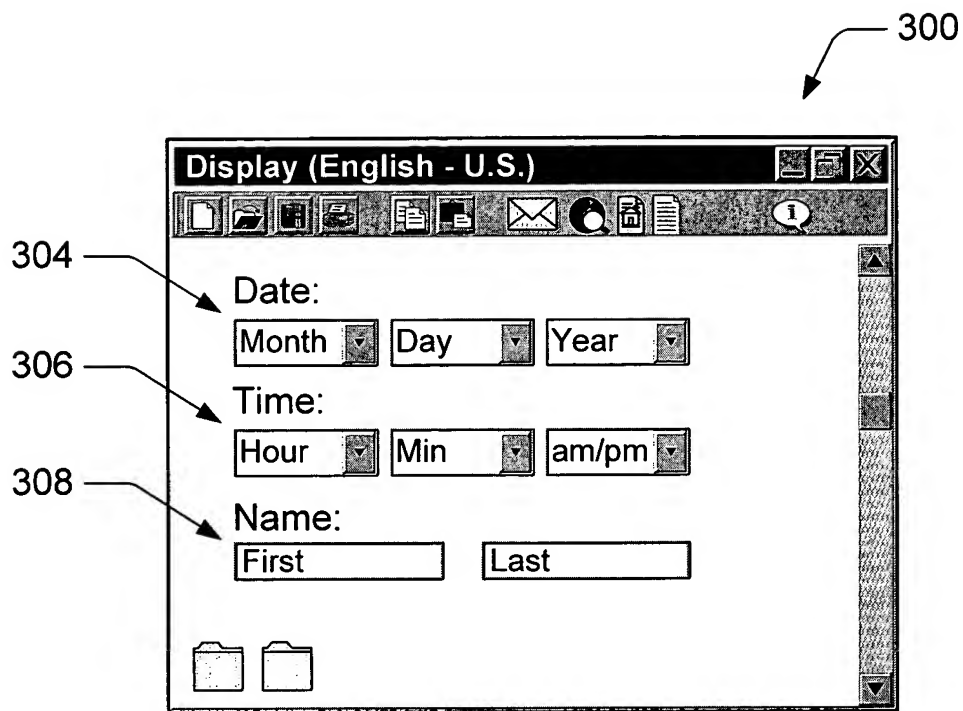 300
Display (English - U.S.)
304
Date:
Month Day Year
306
Time:
Hour Min am/pm
308
Name:
First Last